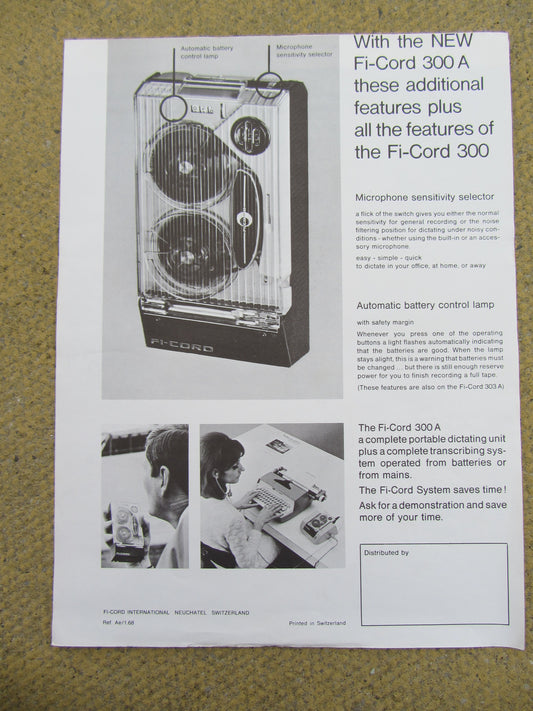 Automatic battery
control lamp
Microphone
sensitivity selector
FI-CORD
With the NEW
Fi-Cord 300 A
these additional
features plus
all the features of
the Fi-Cord 300
Microphone sensitivity selector
a flick of the switch gives you either the normal
sensitivity for general recording or the noise
filtering position for dictating under noisy con-
ditions - whether using the built-in or an acces-
sory microphone.
easy - simple - quick
to dictate in your office, at home, or away
Automatic battery control lamp
with safety margin
Whenever you press one of the operating
buttons a light flashes automatically indicating
that the batteries are good. When the lamp
stays alight, this is a warning that batteries must
be changed ... but there is still enough reserve
power for you to finish recording a full tape.
(These features are also on the Fi-Cord 303 A)
The Fi-Cord 300 A
a complete portable dictating unit
plus a complete transcribing sys-
tem operated from batteries or
from mains.
The Fi-Cord System saves time !
Ask for a demonstration and save
more of your time.
Distributed by
FI-CORD INTERNATIONAL NEUCHATEL SWITZERLAND
Ref. Ae/1.68
Printed in Switzerland